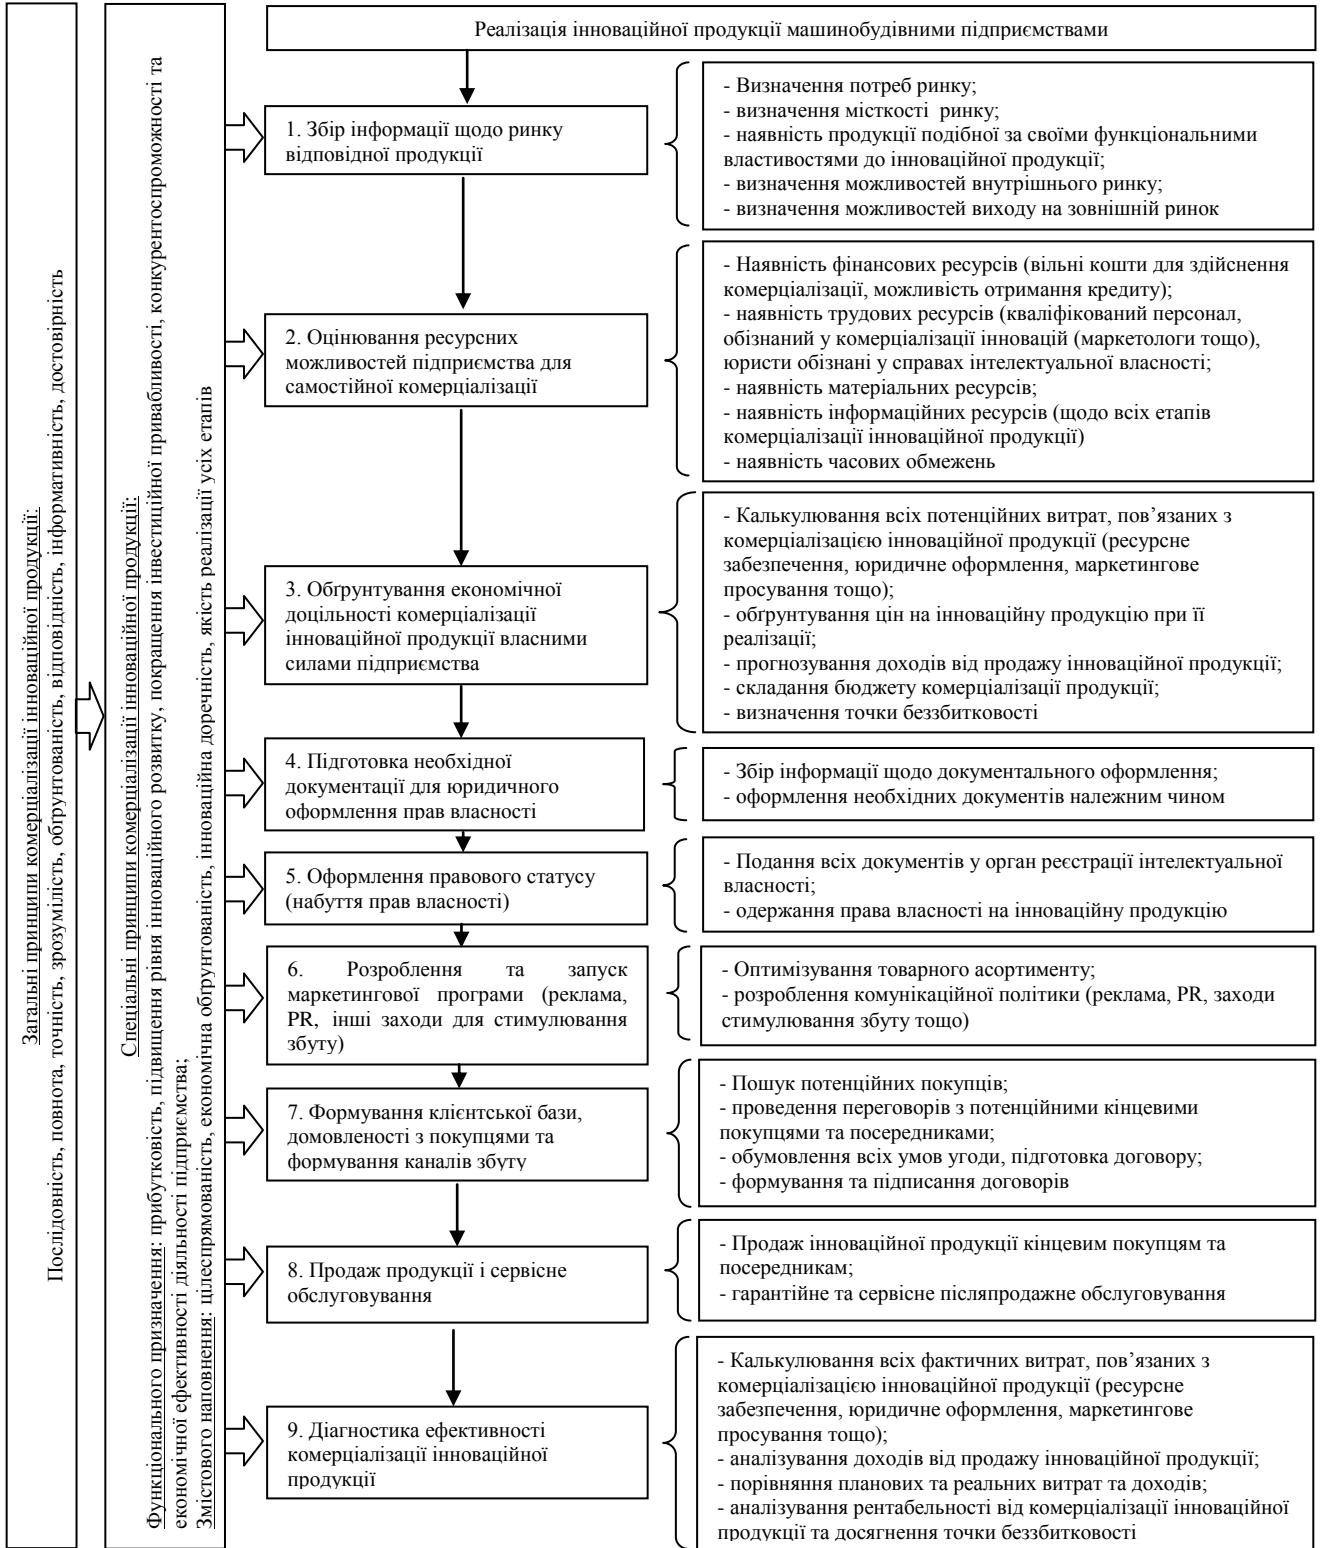 Загальні принципи комерціалізації інноваційної продукції:
Послідовність, повнота, точність, зрозумілість, обґрунтованість, відповідність, інформативність, достовірність
Спеціальні принципи комерціалізації інноваційної продукції:
Функціонального призначення: прибутковість, підвищення рівня інноваційного розвитку, покращення інвестиційної привабливості, конкурентоспроможності та
економічної ефективності діяльності підприємства;
Змістового наповнення: цілеспрямованість, економічна обґрунтованість, інноваційна доречність, якість реалізації усіх етапів
Реалізація інноваційної продукції машинобудівними підприємствами
1. Збір інформації щодо ринку
відповідної продукції
- Визначення потреб ринку;
- визначення місткості ринку;
- наявність продукції подібної за своїми функціональними
властивостями до інноваційної продукції;
- визначення можливостей внутрішнього ринку;
- визначення можливостей виходу на зовнішній ринок
2. Оцінювання ресурсних
можливостей підприємства для
самостійної комерціалізації
- Наявність фінансових ресурсів (вільні кошти для здійснення
комерціалізації, можливість отримання кредиту);
- наявність трудових ресурсів (кваліфікований персонал,
обізнаний у комерціалізації інновацій (маркетологи тощо),
юристи обізнані у справах інтелектуальної власності;
- наявність матеріальних ресурсів;
- наявність інформаційних ресурсів (щодо всіх етапів
комерціалізації інноваційної продукції)
- наявність часових обмежень
3. Обґрунтування економічної
доцільності комерціалізації
інноваційної продукції власними
силами підприємства
- Калькулювання всіх потенційних витрат, пов’язаних з
комерціалізацією інноваційної продукції (ресурсне
забезпечення, юридичне оформлення, маркетингове
просування тощо);
- обґрунтування цін на інноваційну продукцію при її
реалізації;
- прогнозування доходів від продажу інноваційної продукції;
- складання бюджету комерціалізації продукції;
- визначення точки беззбитковості
4. Підготовка необхідної
документації для юридичного
оформлення прав власності
- Збір інформації щодо документального оформлення;
- оформлення необхідних документів належним чином
5. Оформлення правового статусу
(набуття прав власності)
- Подання всіх документів у орган реєстрації інтелектуальної
власності;
- одержання права власності на інноваційну продукцію
6. Розроблення та запуск
маркетингової програми (реклама,
PR, інші заходи для стимулювання
збуту)
- Оптимізування товарного асортименту;
- розроблення комунікаційної політики (реклама, PR, заходи
стимулювання збуту тощо)
7. Формування клієнтської бази,
домовленості з покупцями та
формування каналів збуту
- Пошук потенційних покупців;
- проведення переговорів з потенційними кінцевими
покупцями та посередниками;
- обумовлення всіх умов угоди, підготовка договору;
- формування та підписання договорів
8. Продаж продукції і сервісне
обслуговування
- Продаж інноваційної продукції кінцевим покупцям та
посередникам;
- гарантійне та сервісне післяпродажне обслуговування
9. Діагностика ефективності
комерціалізації інноваційної
продукції
- Калькулювання всіх фактичних витрат, пов’язаних з
комерціалізацією інноваційної продукції (ресурсне
забезпечення, юридичне оформлення, маркетингове
просування тощо);
- аналізування доходів від продажу інноваційної продукції;
- порівняння планових та реальних витрат та доходів;
- аналізування рентабельності від комерціалізації інноваційної
продукції та досягнення точки беззбитковості